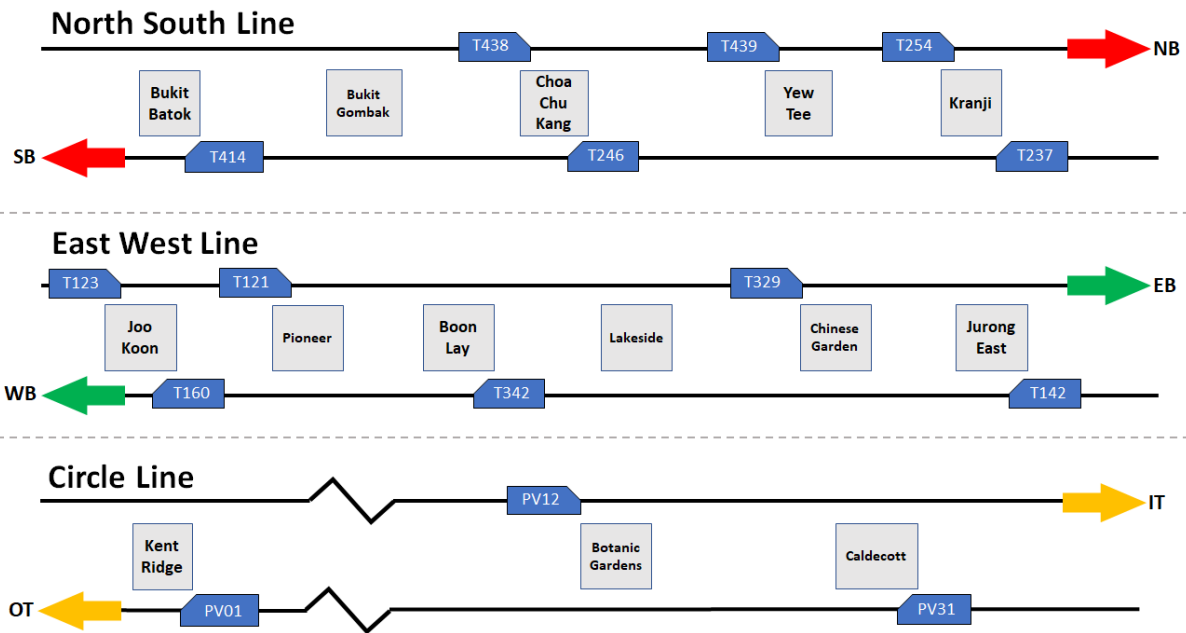 North South Line
T438
T439
T254
NB
Bukit
Batok
Bukit
Gombak
Choa
Chu
Kang
Yew
Tee
Kranji
SB
T414
T246
T237
East West Line
T123
T121
T329
EB
Joo
Koon
Pioneer
Boon
Lay
Lakeside
Chinese
Garden
Jurong
East
WB
T160
T342
T142
Circle Line
PV12
IT
Kent
Ridge
Botanic
Gardens
Caldecott
OT
PV01
PV31